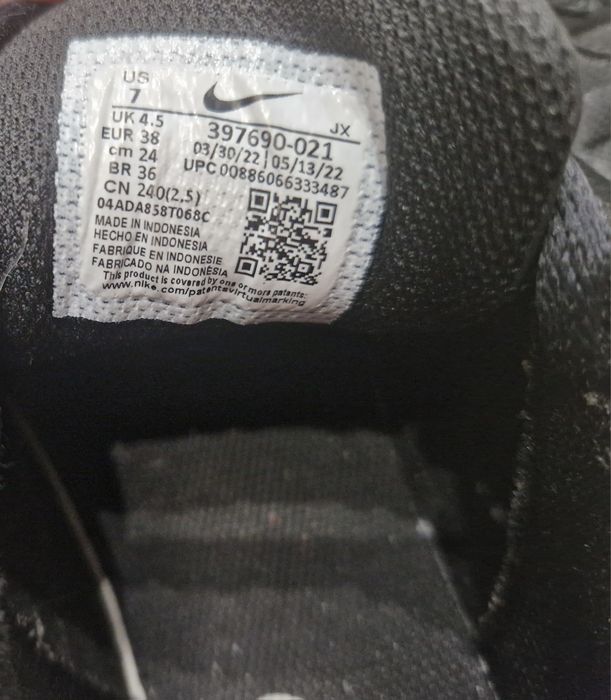 US
7
JX
UK 4.5
EUR 38
cm 24
BR 36
CN 240(2.5)
397690-021
03/30/22 | 05/13/22
UPC 00886066333487
04ADA858T068C
MADE IN INDONESIA
HECHO EN INDONESIA
FABRIQUE EN INDONESIE
FABRICADO NA INDONÉSIA
This product is covered by one or more patents:
www.nike.com/patentsvirtualmarking